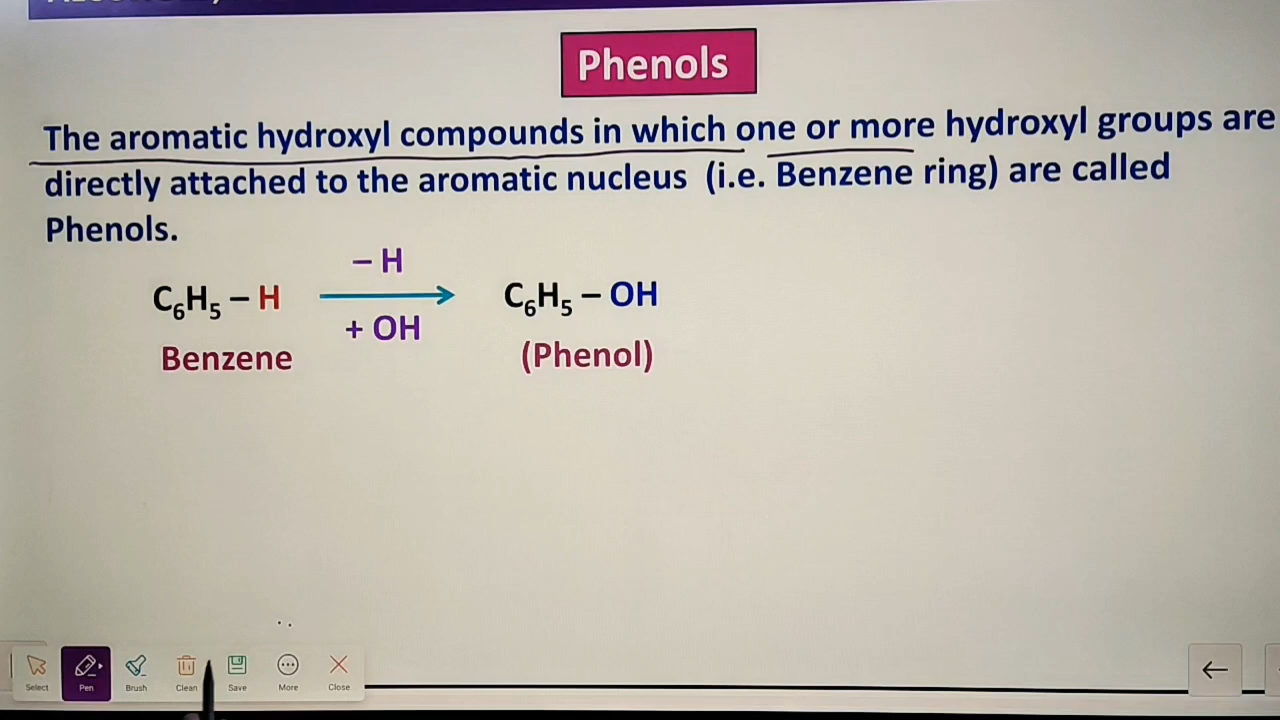 Phenols
The aromatic hydroxyl compounds in which one or more hydroxyl groups are
directly attached to the aromatic nucleus (i.e. Benzene ring) are called
Phenols.
– H
C₆H₅ – H C₆H₅ – OH
+ OH
Benzene (Phenol)
Select Pen Brush Clean Save More Close